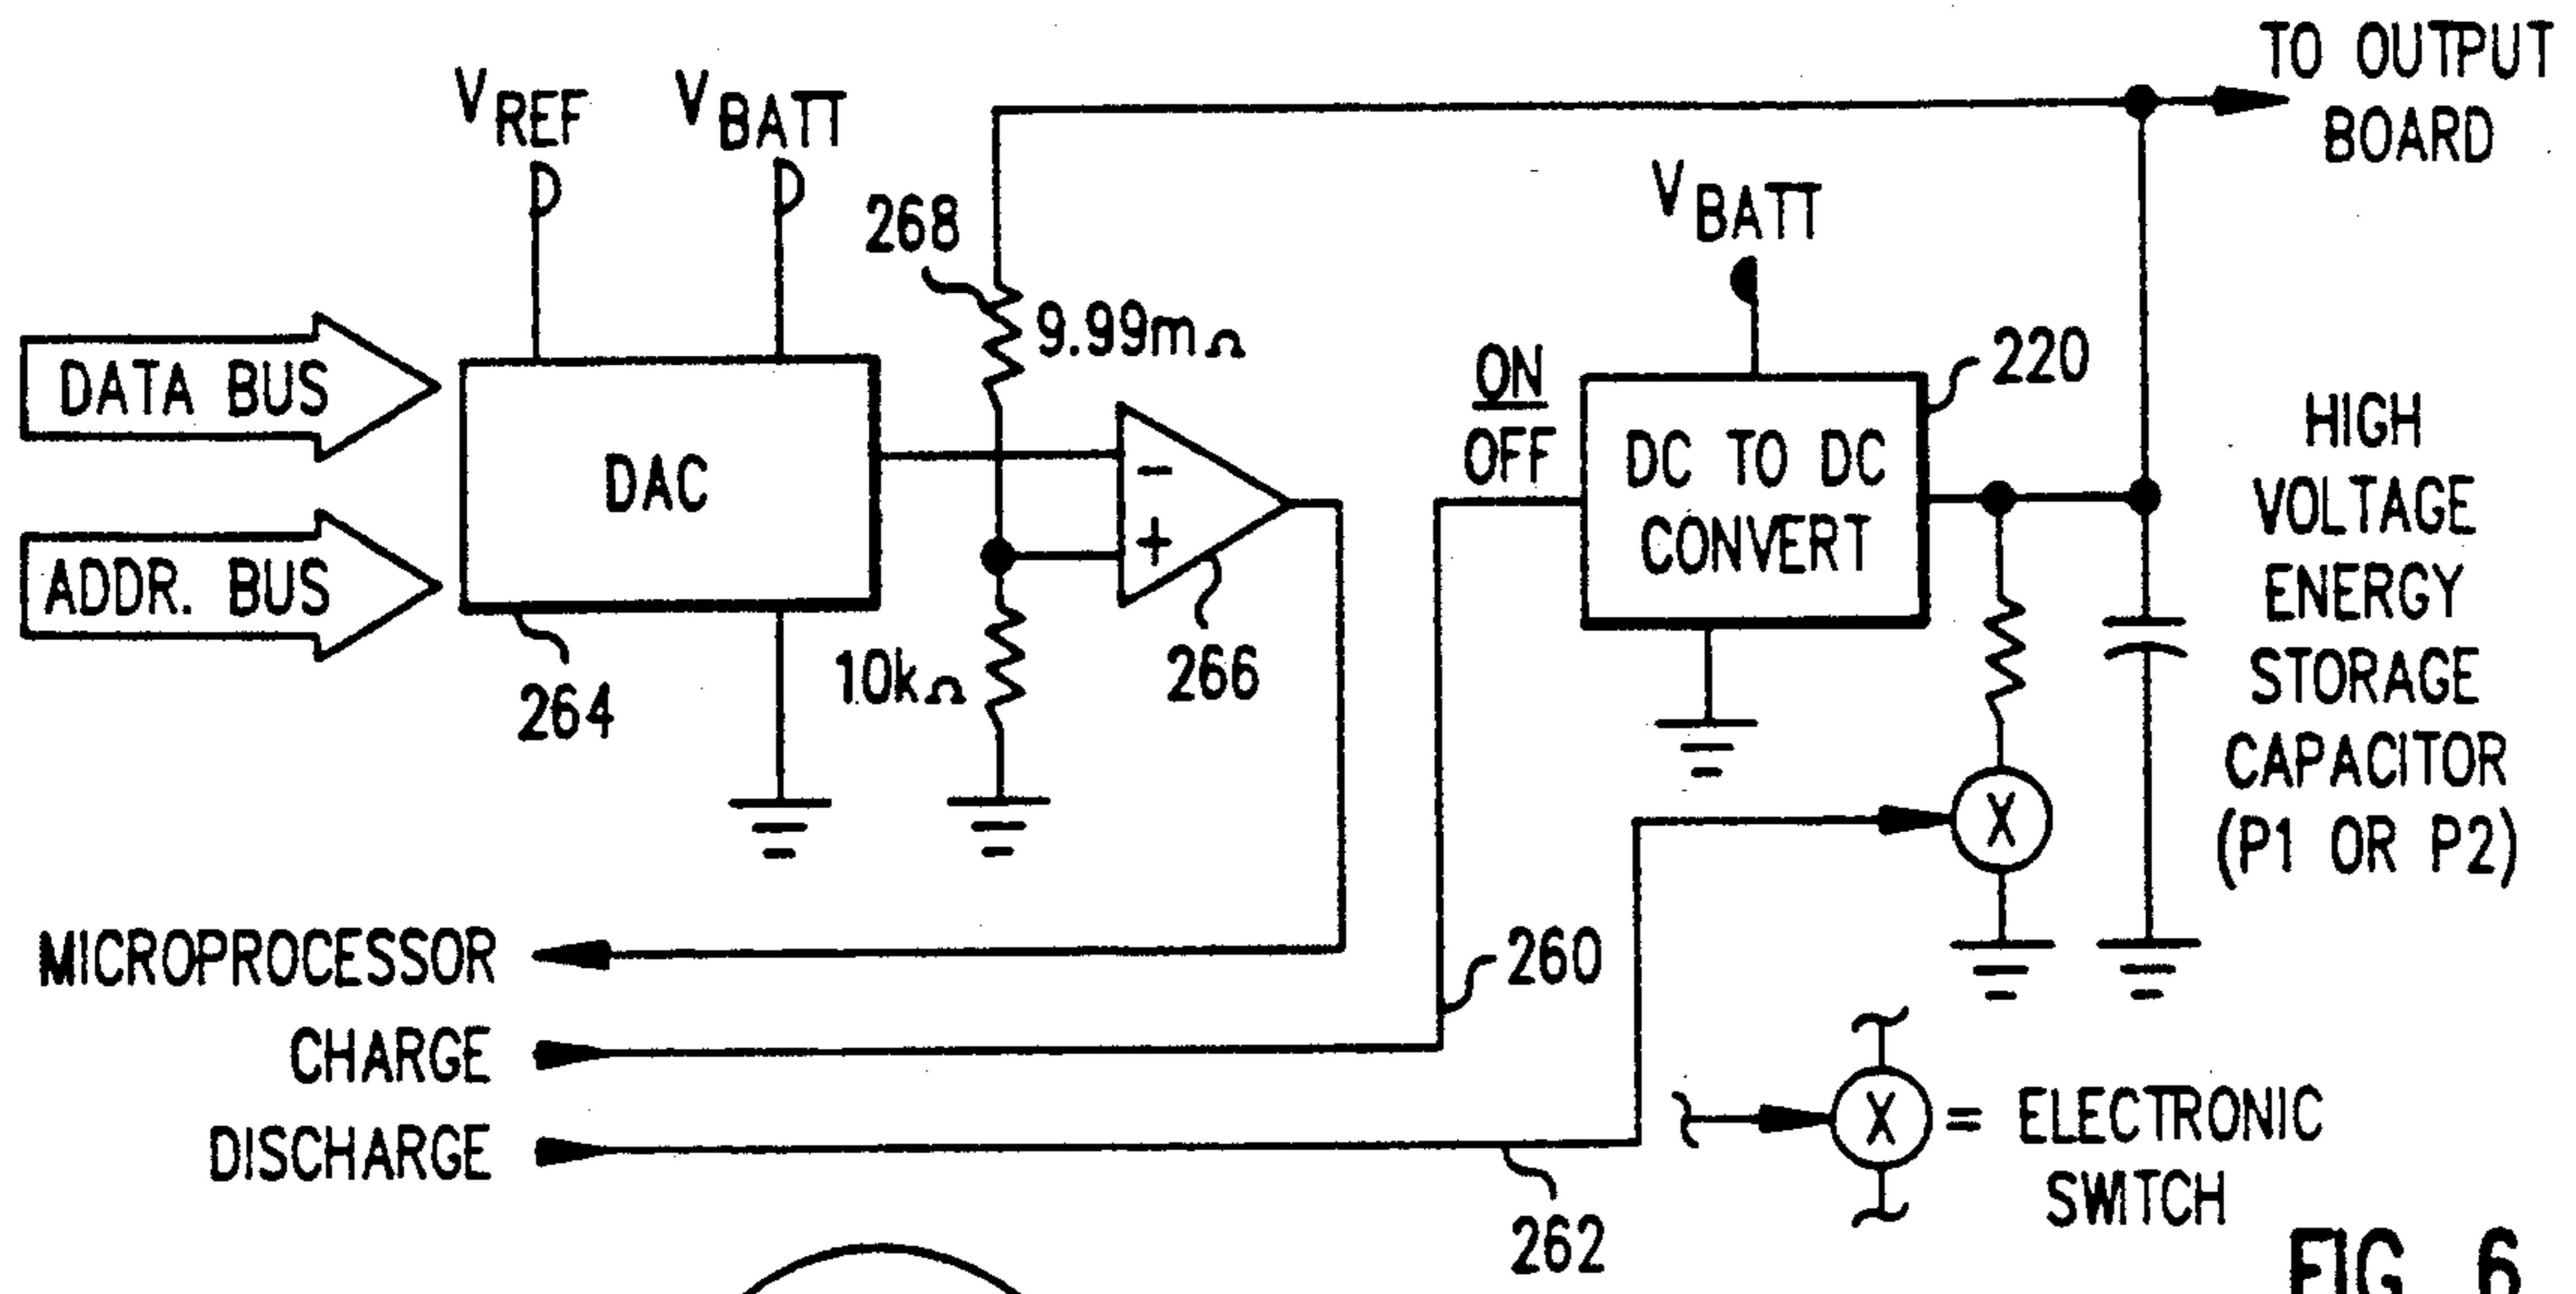 TO OUTPUT
BOARD
VREF
VBATT
268
9.99mΩ
VBATT
ON
OFF
220
DATA BUS
ADDR. BUS
DAC
264
-
+
266
10kΩ
DC TO DC
CONVERT
HIGH
VOLTAGE
ENERGY
STORAGE
CAPACITOR
(P1 OR P2)
X
MICROPROCESSOR
CHARGE
DISCHARGE
260
262
X = ELECTRONIC
SWITCH
FIG. 6